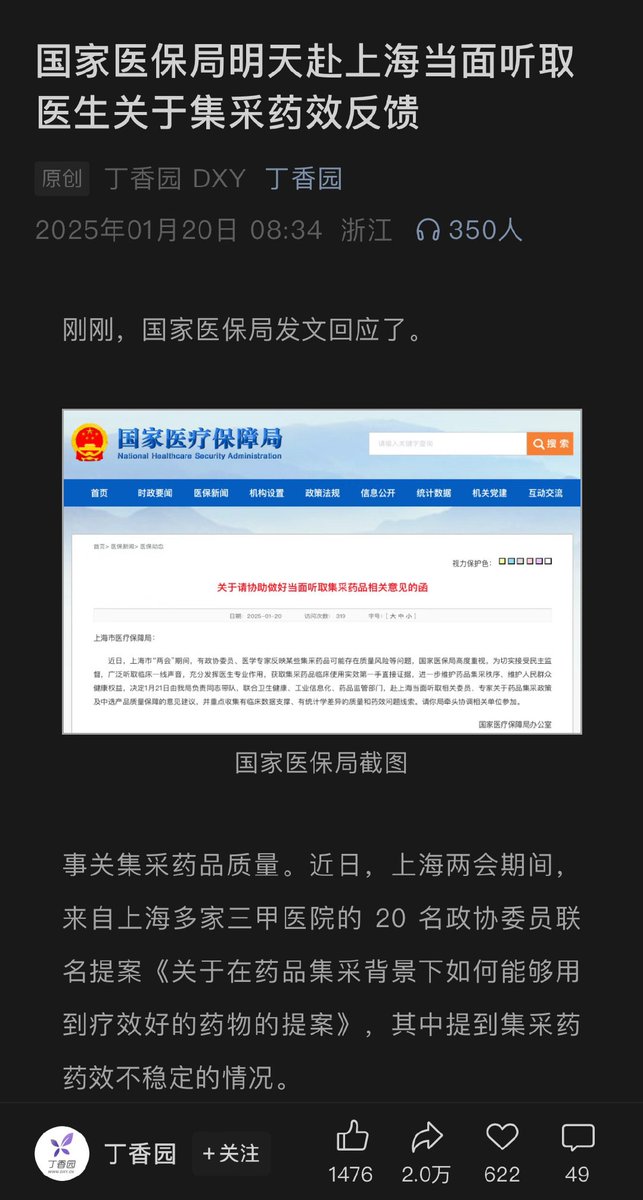 国家医保局明天赴上海当面听取
医生关于集采药效反馈
原创 丁香园 DXY 丁香园
2025年01月20日 08:34 浙江 350人
刚刚，国家医保局发文回应了。
国家医疗保障局
National Healthcare Security Administration
请输入关键字查询
搜索
首页 时政要闻 医保新闻 机构设置 政策法规 信息公开 统计数据 机关党建 互动交流
首页> 医保新闻> 医保动态
视力保护色：
关于请协助做好当面听取集采药品相关意见的函
日期：2025-01-20 访问次数：319 字号：[ 大 中 小 ]
上海市医疗保障局：
近日，上海市“两会”期间，有政协委员、医学专家反映某些集采药品可能存在质量风险等问题，国家医保局高度重视。为切实接受民主监
督，广泛听取临床一线声音，充分发挥医生专业作用，获取集采药品临床使用实效第一手直接证据，进一步维护药品集采秩序、维护人民群众
健康权益，决定1月21日由我局负责同志带队，联合卫生健康、工业信息化、药品监管部门，赴上海当面听取相关委员、专家关于药品集采政策
及中选产品质量保障的意见建议，并重点收集有临床数据支撑、有统计学差异的质量和药效问题线索。请你局牵头协调相关单位参加。
国家医疗保障局办公室
国家医保局截图
事关集采药品质量。近日，上海两会期间，
来自上海多家三甲医院的 20 名政协委员联
名提案《关于在药品集采背景下如何能够用
到疗效好的药物的提案》，其中提到集采药
药效不稳定的情况。
丁香园
WWW.DXY.CN
丁香园
+关注
1476 2.0万 622 49